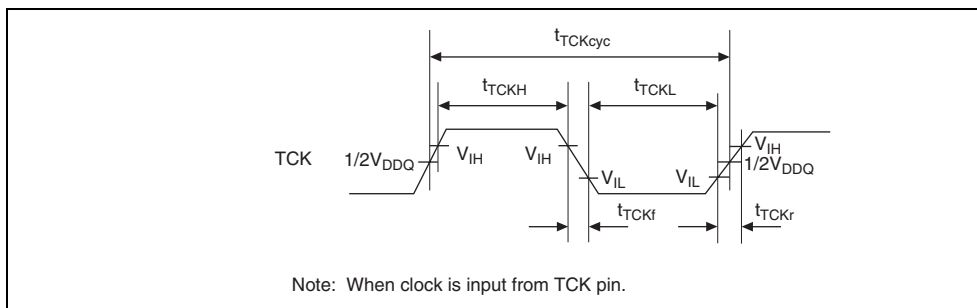 tTCKcyc
tTCKH
tTCKL
TCK
1/2VDDQ
VIH
VIH
VIL
VIL
VIH
1/2VDDQ
tTCKf
tTCKr
Note: When clock is input from TCK pin.